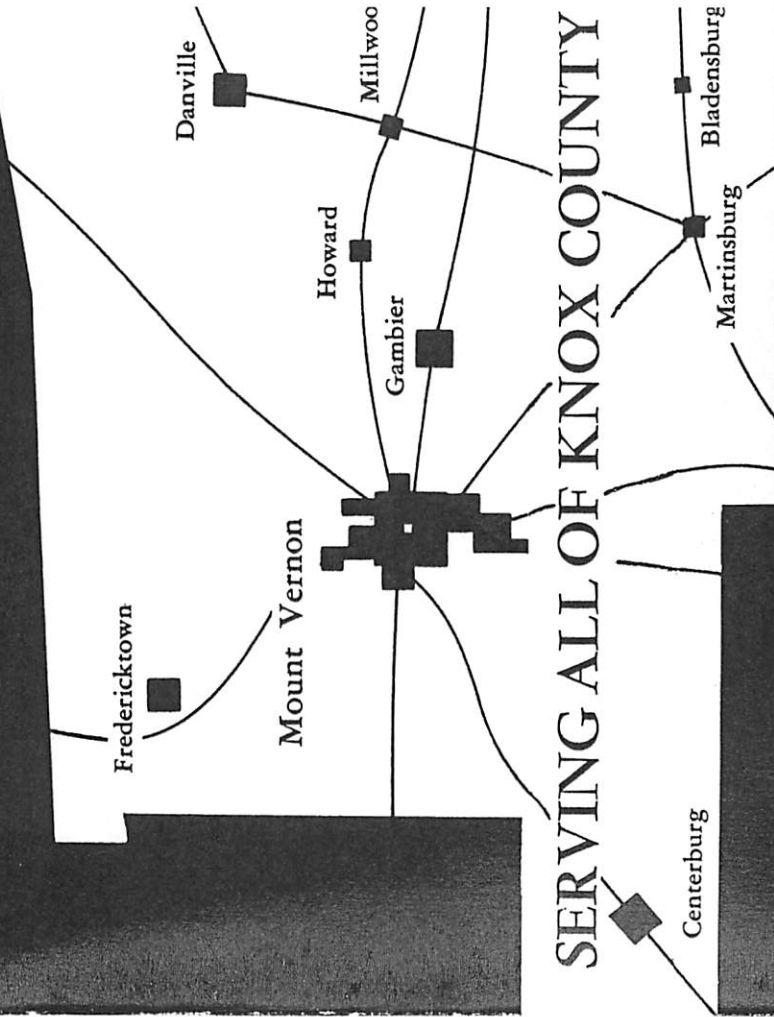 Fredericktown
Mount Vernon
Danville
Howard
Millwoo
Gambier
SERVING ALL OF KNOX COUNTY
Centerburg
Martinsburg
Bladensburg